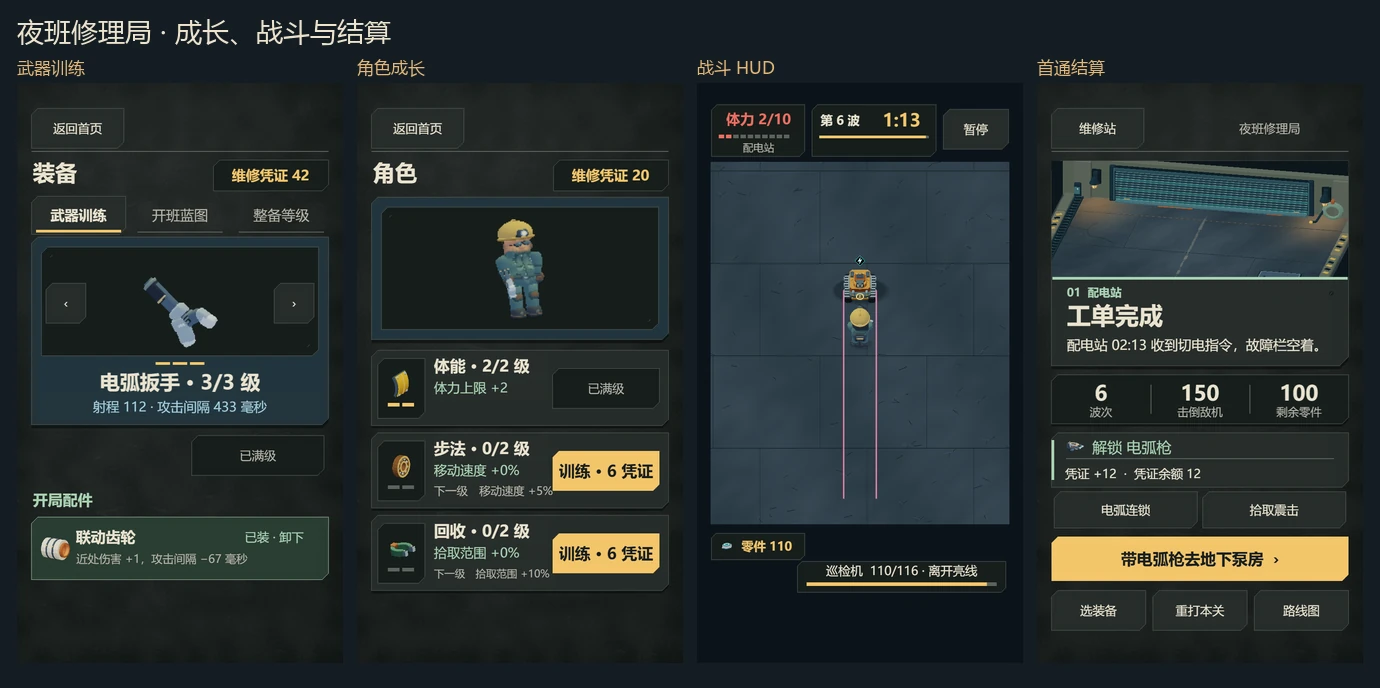 夜班修理局 · 成长、战斗与结算
武器训练
返回首页
装备
维修凭证 42
武器训练
开班蓝图
整备等级
‹
›
电弧扳手 • 3/3 级
射程 112 · 攻击间隔 433 毫秒
已满级
开局配件
联动齿轮
已装 · 卸下
近处伤害 +1，攻击间隔 −67 毫秒
角色成长
返回首页
角色
维修凭证 20
体能 • 2/2 级
体力上限 +2
已满级
步法 • 0/2 级
移动速度 +0%
下一级 移动速度 +5%
训练 • 6 凭证
回收 • 0/2 级
拾取范围 +0%
下一级 拾取范围 +10%
训练 • 6 凭证
战斗 HUD
体力 2/10
配电站
第 6 波 1:13
暂停
零件 110
巡检机 110/116 · 离开亮线
首通结算
维修站
夜班修理局
01 配电站
工单完成
配电站 02:13 收到切电指令，故障栏空着。
6
波次
150
击倒敌机
100
剩余零件
解锁 电弧枪
凭证 +12 · 凭证余额 12
电弧连锁
拾取震击
带电弧枪去地下泵房 ›
选装备
重打本关
路线图